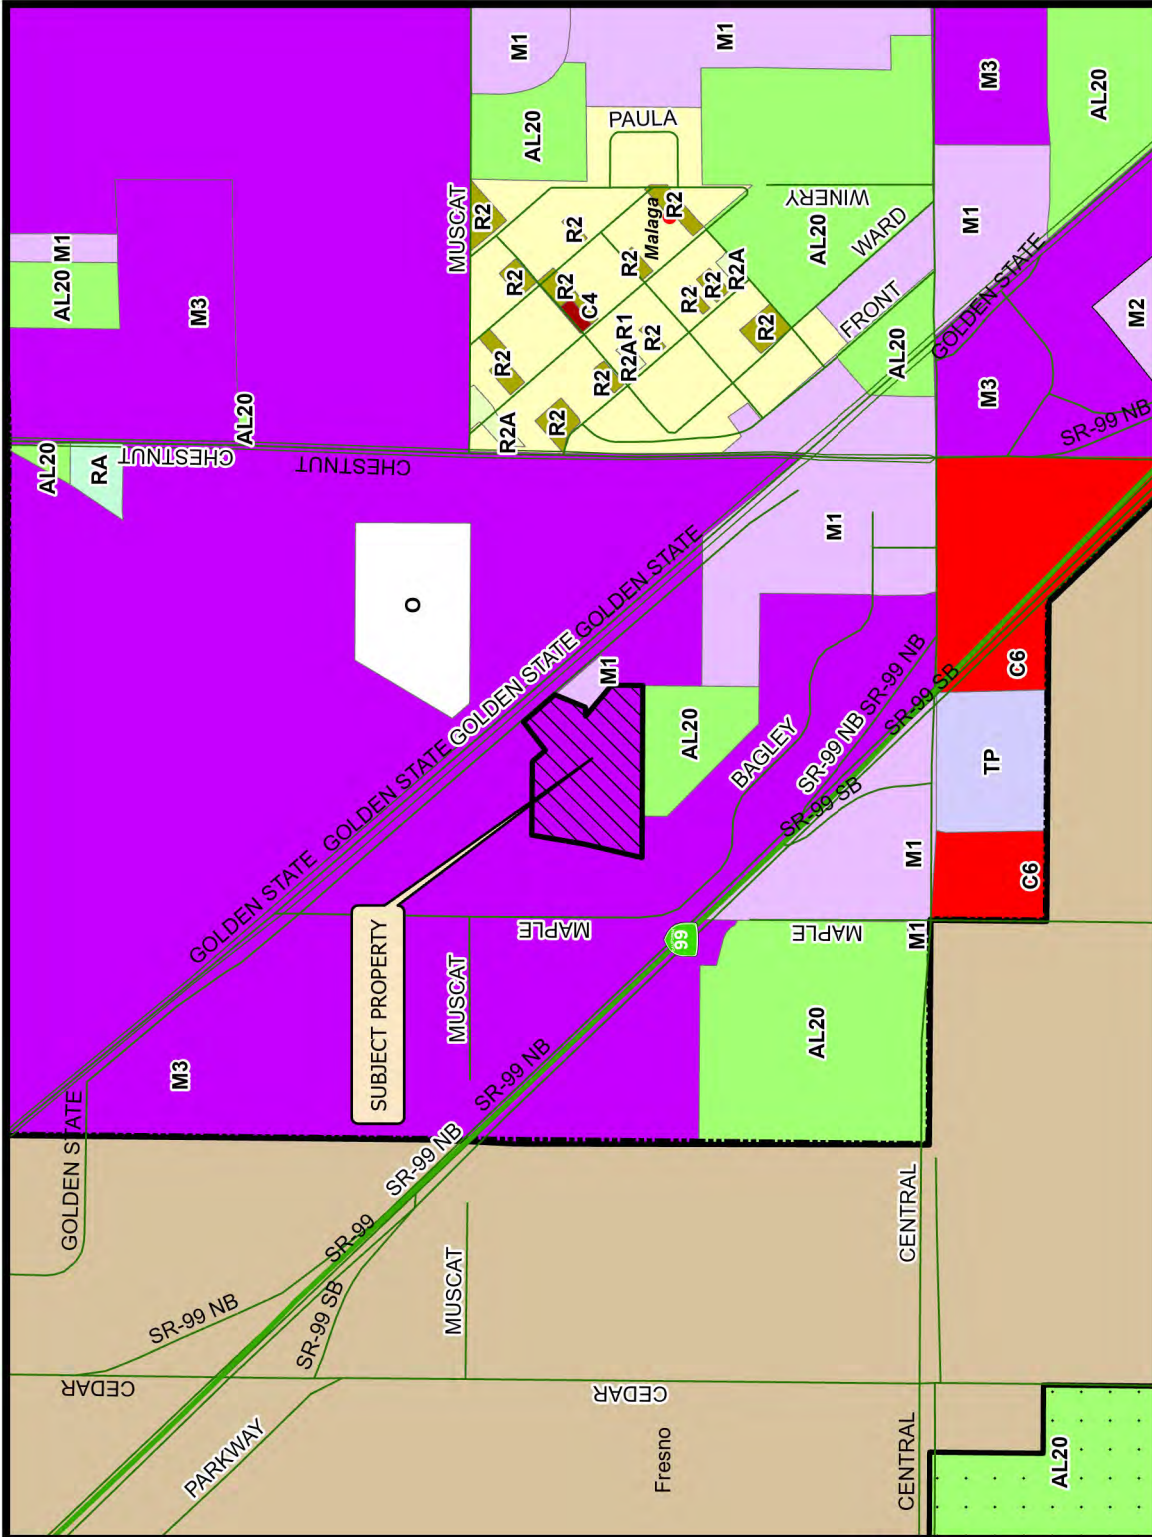 M1
M1
M3
AL20
AL20
PAULA
MUSCAT
R2
R2
R2
Malaga
WINERY
AL20
WARD
M1
M1
AL20
M3
R2
R2
R2
C4
R2
R2
R2A
FRONT
GOLDEN STATE
M2
R2
R1
R2A
R2
R2
R2
AL20
M3
SR-99 NB
AL20
R2A
R2
AL20
RA
CHESTNUT
CHESTNUT
M1
O
GOLDEN STATE
GOLDEN STATE
GOLDEN STATE
GOLDEN STATE
M1
AL20
BAGLEY
SR-99 NB
SR-99 NB
SR-99 SB
SR-99 SB
C6
TP
M1
C6
SUBJECT PROPERTY
MAPLE
MAPLE
99
M1
MUSCAT
AL20
M3
SR-99 NB
GOLDEN STATE
SR-99 NB
SR-99
SR-99 NB
SR-99 SB
MUSCAT
CENTRAL
CEDAR
CEDAR
PARKWAY
Fresno
CENTRAL
AL20